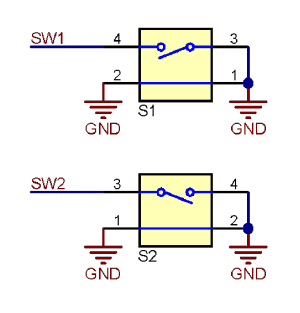 SW1 4 3
2 1
S1
GND GND
SW2 3 4
1 2
S2
GND GND